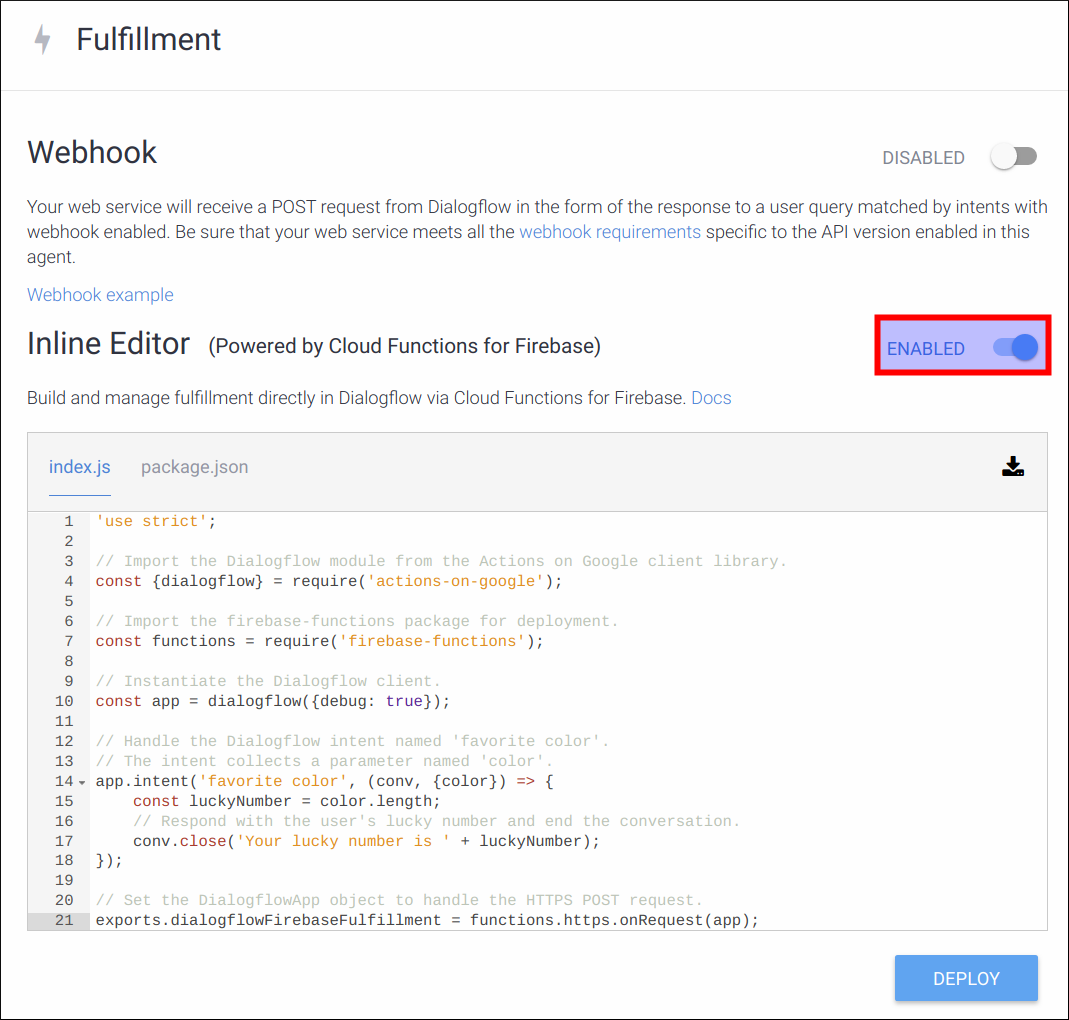 Fulfillment
Webhook
DISABLED
Your web service will receive a POST request from Dialogflow in the form of the response to a user query matched by intents with
webhook enabled. Be sure that your web service meets all the webhook requirements specific to the API version enabled in this
agent.
Webhook example
Inline Editor (Powered by Cloud Functions for Firebase)
ENABLED
Build and manage fulfillment directly in Dialogflow via Cloud Functions for Firebase. Docs
index.js package.json
1 'use strict';
2
3 // Import the Dialogflow module from the Actions on Google client library.
4 const {dialogflow} = require('actions-on-google');
5
6 // Import the firebase-functions package for deployment.
7 const functions = require('firebase-functions');
8
9 // Instantiate the Dialogflow client.
10 const app = dialogflow({debug: true});
11
12 // Handle the Dialogflow intent named 'favorite color'.
13 // The intent collects a parameter named 'color'.
14 app.intent('favorite color', (conv, {color}) => {
15     const luckyNumber = color.length;
16     // Respond with the user's lucky number and end the conversation.
17     conv.close('Your lucky number is ' + luckyNumber);
18 });
19
20 // Set the DialogflowApp object to handle the HTTPS POST request.
21 exports.dialogflowFirebaseFulfillment = functions.https.onRequest(app);
DEPLOY